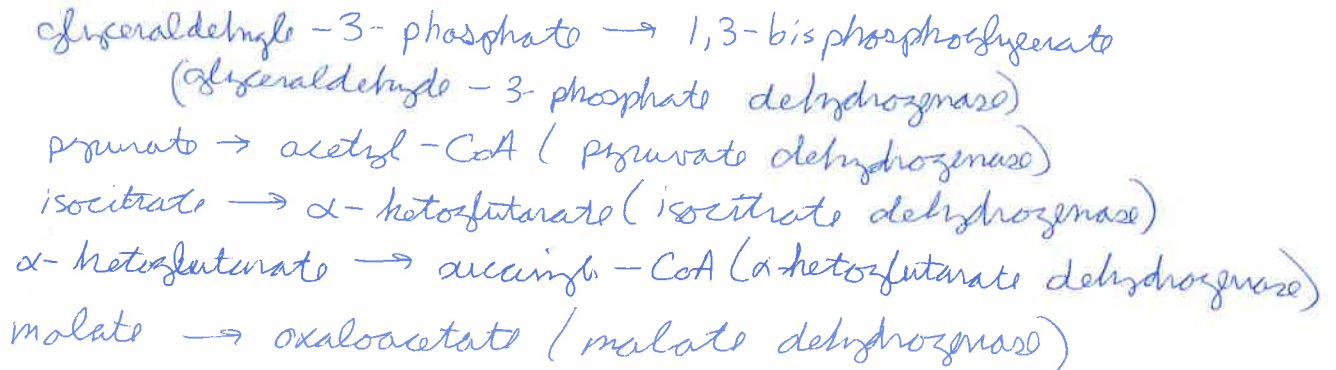 glyceraldehyde-3-phosphate → 1,3-bisphosphoglycerate
(glyceraldehyde-3-phosphate dehydrogenase)
pyruvate → acetyl-CoA (pyruvate dehydrogenase)
isocitrate → α-ketoglutarate (isocitrate dehydrogenase)
α-ketoglutarate → succinyl-CoA (α-ketoglutarate dehydrogenase)
malate → oxaloacetate (malate dehydrogenase)